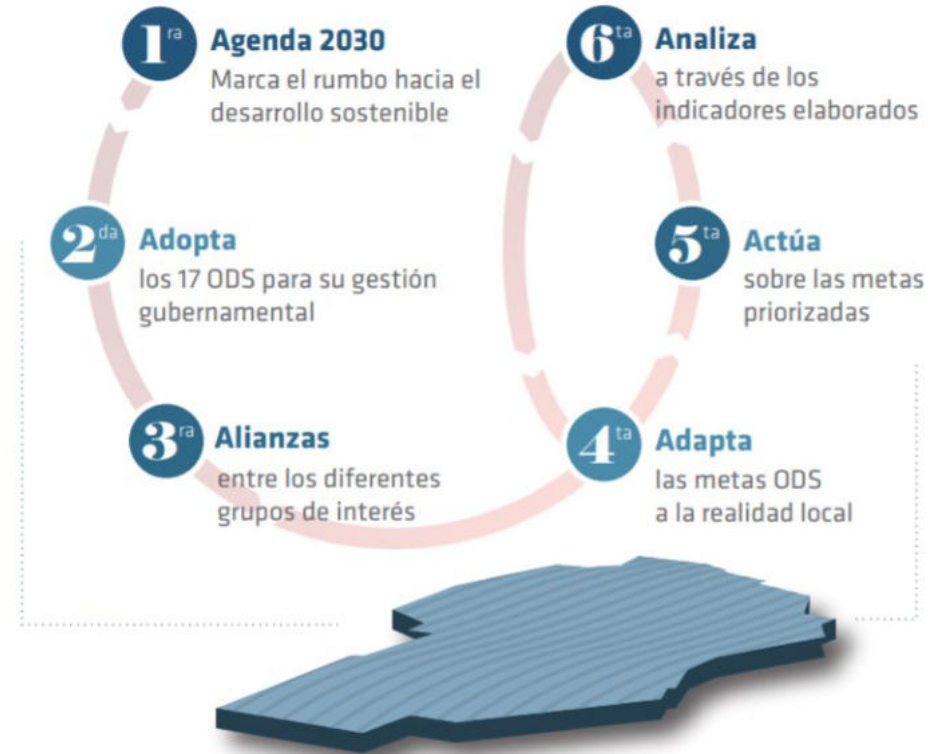 1ra
Agenda 2030
Marca el rumbo hacia el
desarrollo sostenible
2da
Adopta
los 17 ODS para su gestión
gubernamental
3ra
Alianzas
entre los diferentes
grupos de interés
4ta
Adapta
las metas ODS
a la realidad local
5ta
Actúa
sobre las metas
priorizadas
6ta
Analiza
a través de los
indicadores elaborados